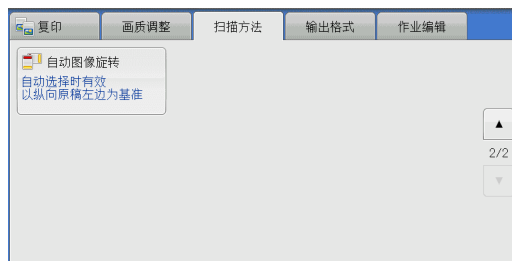 复印
画质调整
扫描方法
输出格式
作业编辑
自动图像旋转
自动选择时有效
以纵向原稿左边为基准
2/2